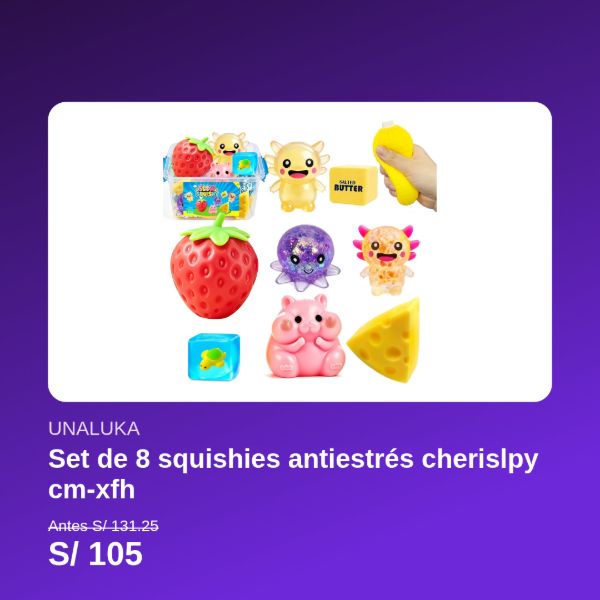 SALTED
BUTTER
UNALUKA
Set de 8 squishies antiestrés cherislpy
cm-xfh
Antes S/ 131.25
S/ 105